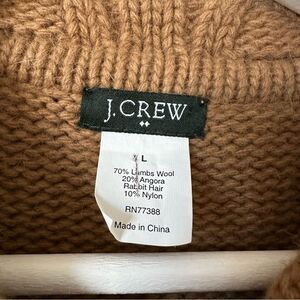 J.CREW
L
70% Lambs Wool
20% Angora
Rabbit Hair
10% Nylon
RN77388
Made in China